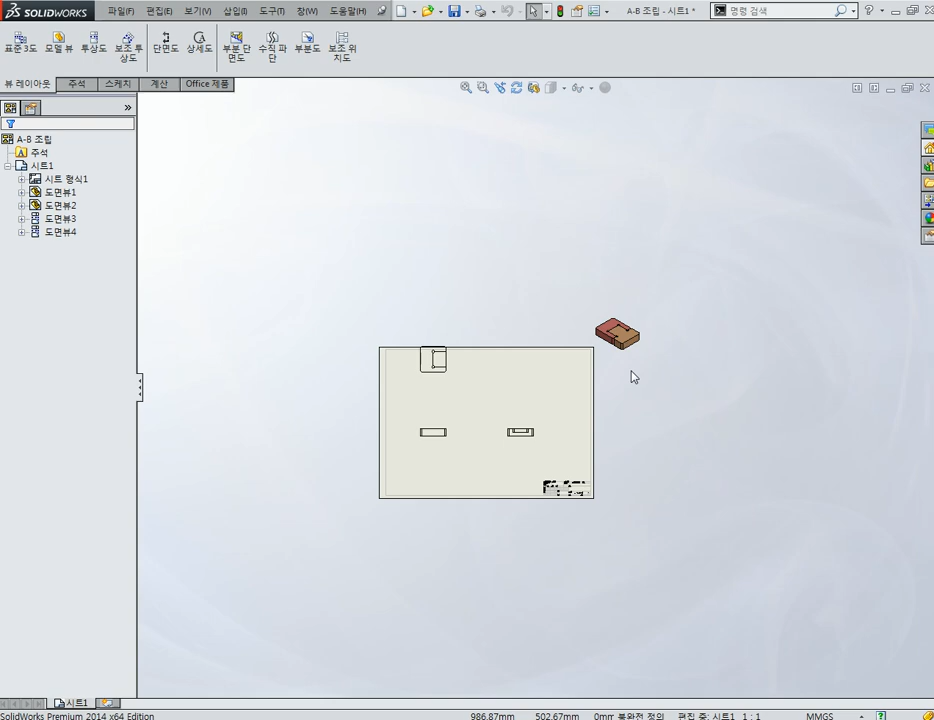 SOLIDWORKS 파일(F) 편집(E) 보기(V) 삽입(I) 도구(T) 창(W) 도움말(H) A-B 조립 - 시트1 * 명령 검색
표준 3도 모델 뷰 투상도 보조 투상도 단면도 상세도 부분 단면도 수직 파단 부분도 보조 위치도
뷰 레이아웃 주석 스케치 계산 Office 제품
A-B 조립
주석
시트1
시트 형식1
도면뷰1
도면뷰2
도면뷰3
도면뷰4
시트1
SolidWorks Premium 2014 x64 Edition 986.87mm 502.67mm 0mm 불완전 정의 편집 중: 시트1 1 : 1 MMGS